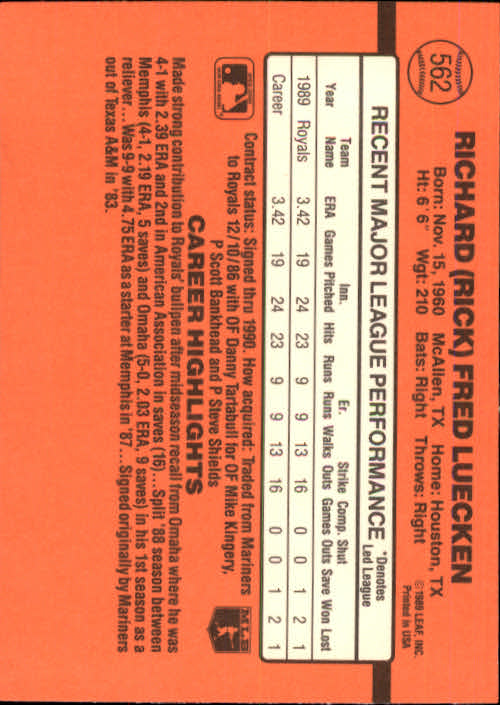 562
RICHARD (RICK) FRED LUECKEN
Born: Nov. 15, 1960 McAllen, TX Home: Houston, TX
Ht: 6' 6" Wgt: 210 Bats: Right Throws: Right
©1989 LEAF, INC.
Printed in USA
RECENT MAJOR LEAGUE PERFORMANCE *Denotes
Led League
Team Inn. Er. Strike Comp. Shut
Year Name ERA Games Pitched Hits Runs Runs Walks Outs Games Outs Save Won Lost
1989 Royals 3.42 19 24 23 9 9 13 16 0 0 1 2 1
Career 3.42 19 24 23 9 9 13 16 0 0 1 2 1
Contract status: Signed thru 1990. How acquired: Traded from Mariners
to Royals 12/10/86 with OF Danny Tartabull for OF Mike Kingery,
P Scott Bankhead and P Steve Shields
MLB
CAREER HIGHLIGHTS
Made strong contribution to Royals' bullpen after midseason recall from Omaha where he was
4-1 with 2.39 ERA and 2nd in American Association in saves (16)...Split '88 season between
Memphis (4-1, 2.19 ERA, 5 saves) and Omaha (5-0, 2.03 ERA, 9 saves) in his 1st season as a
reliever...Was 9-9 with 4.75 ERA as a starter at Memphis in '87...Signed originally by Mariners
out of Texas A&M in '83.